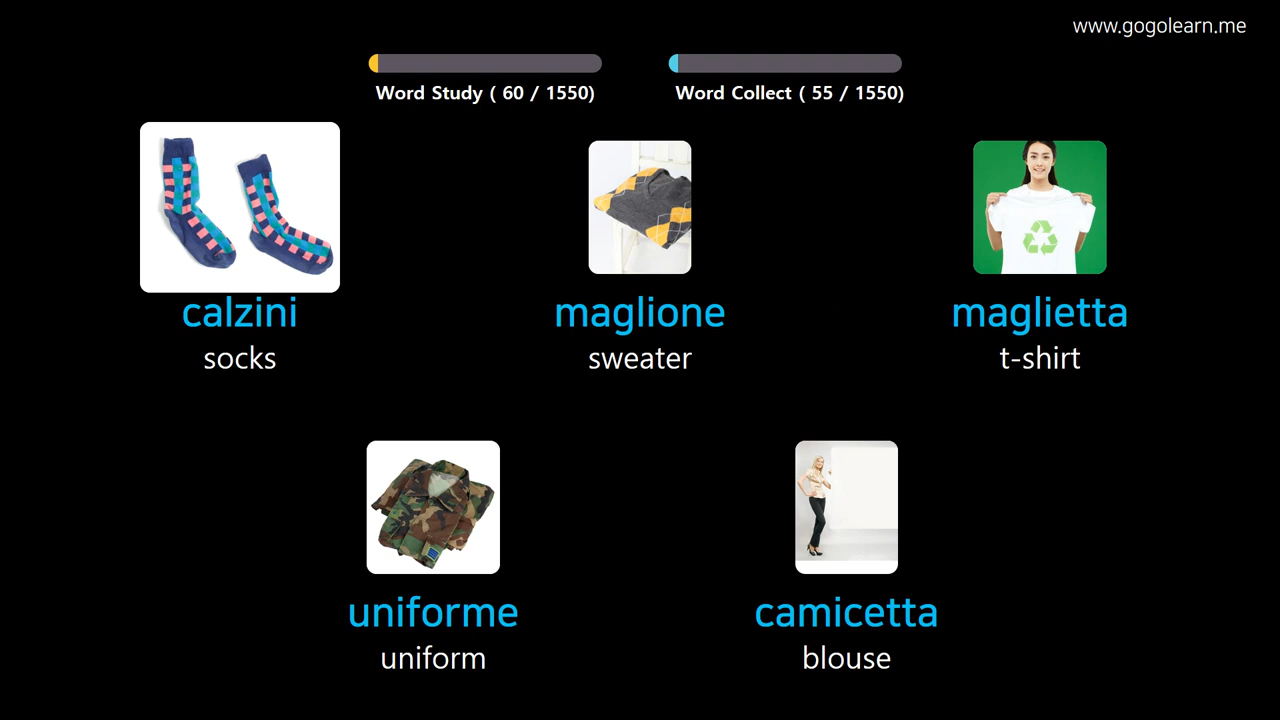 www.gogolearn.me
Word Study ( 60 / 1550)
Word Collect ( 55 / 1550)
calzini
socks
maglione
sweater
maglietta
t-shirt
uniforme
uniform
camicetta
blouse